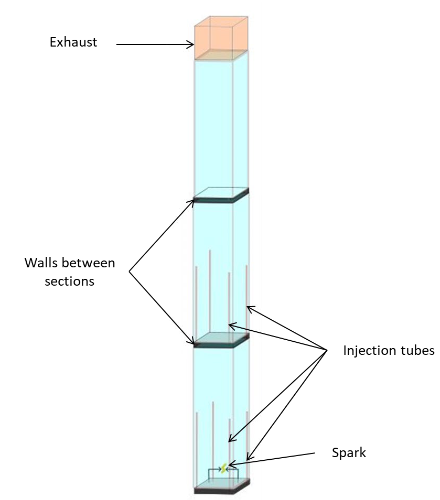 Exhaust
Walls between
sections
Injection tubes
Spark